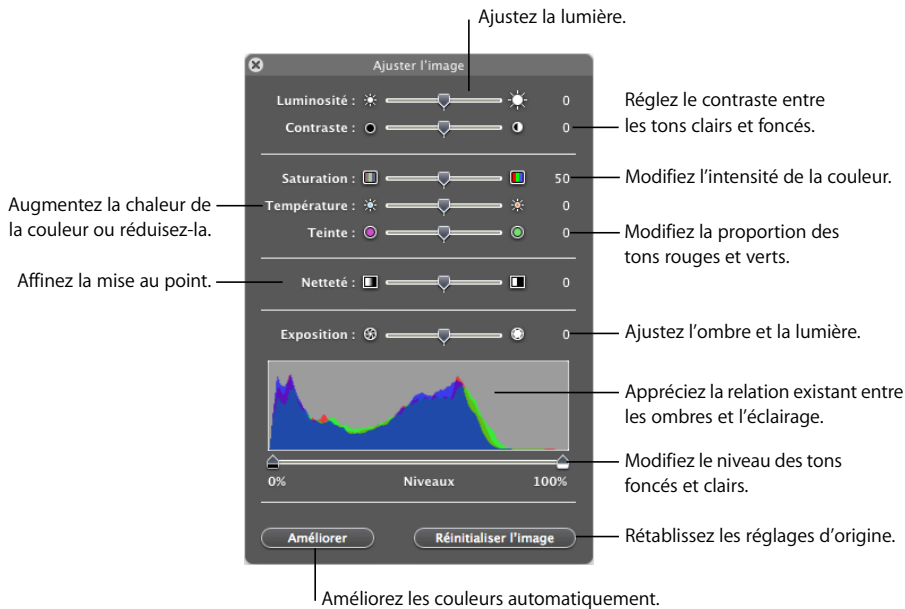 Ajustez la lumière.
Ajuster l'image
Luminosité : 0
Contraste : 0
Réglez le contraste entre
les tons clairs et foncés.
Saturation : 50
Modifiez l'intensité de la couleur.
Augmentez la chaleur de
la couleur ou réduisez-la.
Température : 0
Teinte : 0
Modifiez la proportion des
tons rouges et verts.
Affinez la mise au point.
Netteté : 0
Exposition : 0
Ajustez l'ombre et la lumière.
Appréciez la relation existant entre
les ombres et l'éclairage.
Modifiez le niveau des tons
foncés et clairs.
0% Niveaux 100%
Améliorer
Réinitialiser l'image
Rétablissez les réglages d'origine.
Améliorez les couleurs automatiquement.